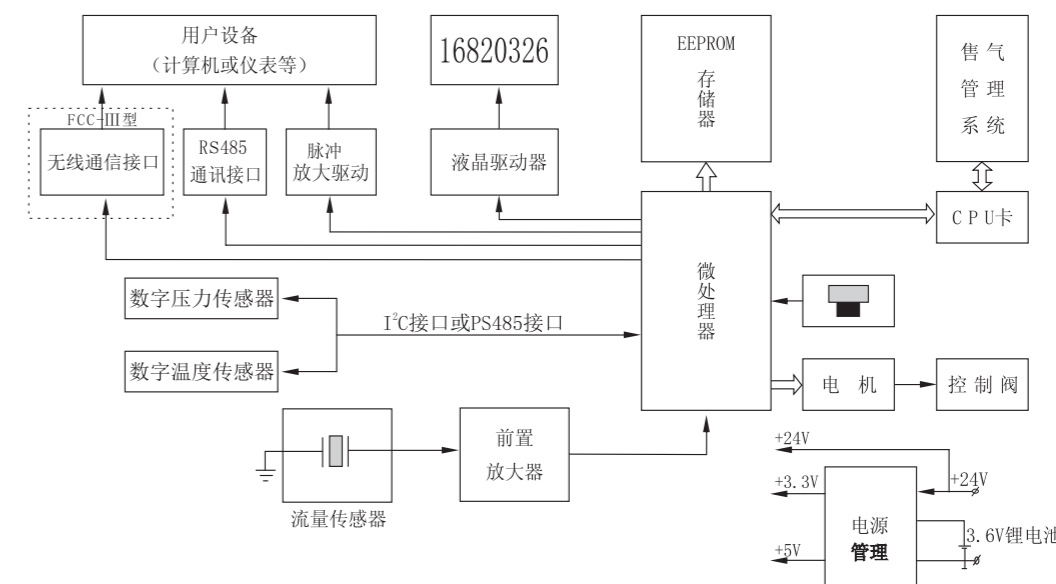 用户设备
（计算机或仪表等）
16820326
EEPROM
存储器
售气
管理
系统
FCC-Ⅲ型
无线通信接口
RS485
通讯接口
脉冲
放大驱动
液晶驱动器
CPU卡
微处理器
数字压力传感器
I²C接口或PS485接口
数字温度传感器
电机
控制阀
前置
放大器
流量传感器
+24V
+3.3V
+24V
电源
管理
3.6V锂电池
+5V